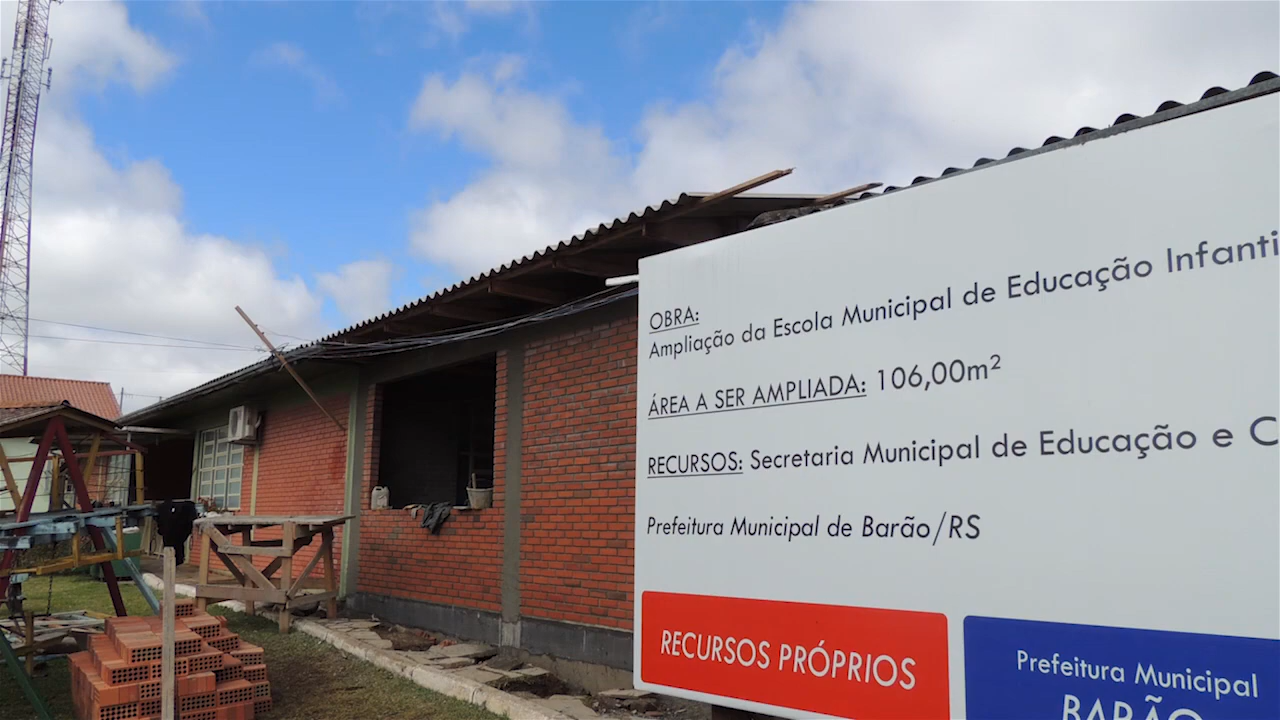 OBRA:
Ampliação da Escola Municipal de Educação Infanti
ÁREA A SER AMPLIADA: 106,00m²
RECURSOS: Secretaria Municipal de Educação e C
Prefeitura Municipal de Barão/RS
RECURSOS PRÓPRIOS
Prefeitura Municipal
BARÃO